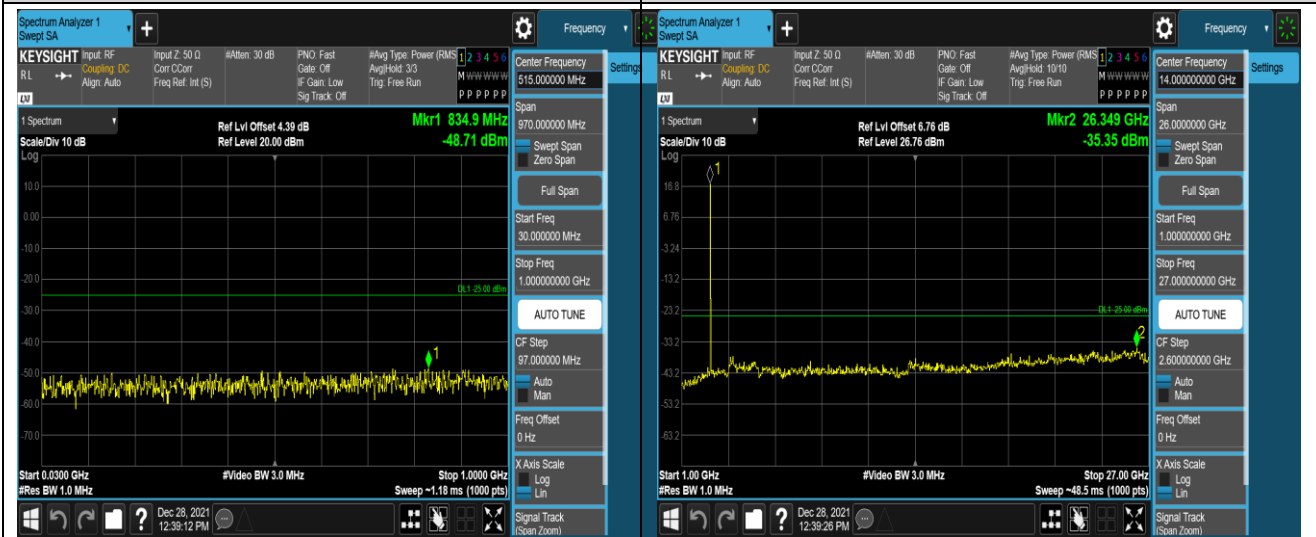 Spectrum Analyzer 1
Swept SA
+
Frequency
KEYSIGHT
RL
LXI
Input: RF
Coupling: DC
Align: Auto
Input Z: 50 Ω
Corr CCorr
Freq Ref: Int (S)
#Atten: 30 dB
PNO: Fast
Gate: Off
IF Gain: Low
Sig Track: Off
#Avg Type: Power (RMS
Avg|Hold: 3/3
Trig: Free Run
1 2 3 4 5 6
M W W W W W
P P P P P P
Center Frequency
515.000000 MHz
Settings
1 Spectrum
Scale/Div 10 dB
Ref Lvl Offset 4.39 dB
Ref Level 20.00 dBm
Mkr1 834.9 MHz
-48.71 dBm
Log
10.0
0.00
-10.0
-20.0
-30.0
-40.0
-50.0
-60.0
-70.0
DL1 -25.00 dBm
1
Start 0.0300 GHz
#Res BW 1.0 MHz
#Video BW 3.0 MHz
Stop 1.0000 GHz
Sweep ~1.18 ms (1000 pts)
Span
970.000000 MHz
Swept Span
Zero Span
Full Span
Start Freq
30.000000 MHz
Stop Freq
1.000000000 GHz
AUTO TUNE
CF Step
97.000000 MHz
Auto
Man
Freq Offset
0 Hz
X Axis Scale
Log
Lin
Signal Track
(Span Zoom)
?
Dec 28, 2021
12:39:12 PM
Spectrum Analyzer 1
Swept SA
+
Frequency
KEYSIGHT
RL
LXI
Input: RF
Coupling: DC
Align: Auto
Input Z: 50 Ω
Corr CCorr
Freq Ref: Int (S)
#Atten: 30 dB
PNO: Fast
Gate: Off
IF Gain: Low
Sig Track: Off
#Avg Type: Power (RMS
Avg|Hold: 10/10
Trig: Free Run
1 2 3 4 5 6
M W W W W W
P P P P P P
Center Frequency
14.000000000 GHz
Settings
1 Spectrum
Scale/Div 10 dB
Ref Lvl Offset 6.76 dB
Ref Level 26.76 dBm
Mkr2 26.349 GHz
-35.35 dBm
Log
16.8
6.76
-3.24
-13.2
-23.2
-33.2
-43.2
-53.2
-63.2
1
DL1 -25.00 dBm
2
Start 1.00 GHz
#Res BW 1.0 MHz
#Video BW 3.0 MHz
Stop 27.00 GHz
Sweep ~48.5 ms (1000 pts)
Span
26.0000000 GHz
Swept Span
Zero Span
Full Span
Start Freq
1.000000000 GHz
Stop Freq
27.000000000 GHz
AUTO TUNE
CF Step
2.600000000 GHz
Auto
Man
Freq Offset
0 Hz
X Axis Scale
Log
Lin
Signal Track
(Span Zoom)
?
Dec 28, 2021
12:39:26 PM